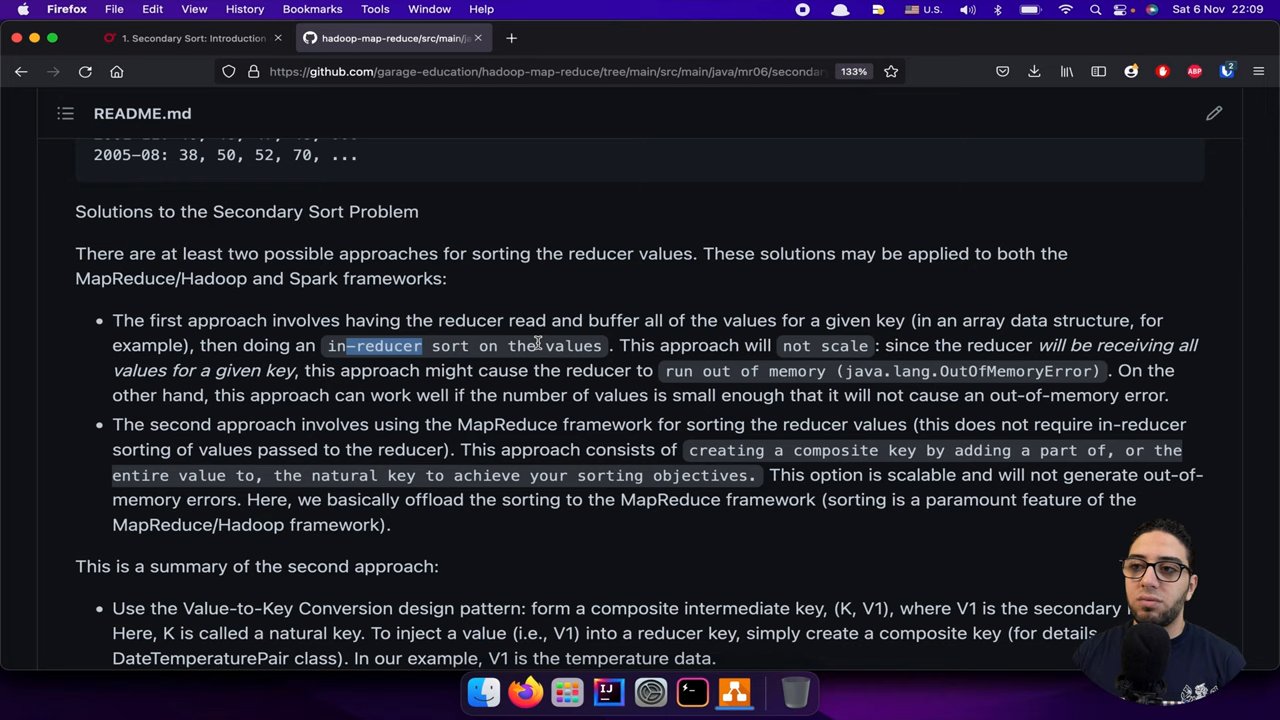 Firefox File Edit View History Bookmarks Tools Window Help U.S. Sat 6 Nov 22:09
1. Secondary Sort: Introduction hadoop-map-reduce/src/main/ja
https://github.com/garage-education/hadoop-map-reduce/tree/main/src/main/java/mr06/secondar 133% ABP 2
README.md
2005-08: 38, 50, 52, 70, ...
Solutions to the Secondary Sort Problem
There are at least two possible approaches for sorting the reducer values. These solutions may be applied to both the
MapReduce/Hadoop and Spark frameworks:
The first approach involves having the reducer read and buffer all of the values for a given key (in an array data structure, for
example), then doing an in-reducer sort on the values. This approach will not scale: since the reducer will be receiving all
values for a given key, this approach might cause the reducer to run out of memory (java.lang.OutOfMemoryError). On the
other hand, this approach can work well if the number of values is small enough that it will not cause an out-of-memory error.
The second approach involves using the MapReduce framework for sorting the reducer values (this does not require in-reducer
sorting of values passed to the reducer). This approach consists of creating a composite key by adding a part of, or the
entire value to, the natural key to achieve your sorting objectives. This option is scalable and will not generate out-of-
memory errors. Here, we basically offload the sorting to the MapReduce framework (sorting is a paramount feature of the
MapReduce/Hadoop framework).
This is a summary of the second approach:
Use the Value-to-Key Conversion design pattern: form a composite intermediate key, (K, V1), where V1 is the secondary
Here, K is called a natural key. To inject a value (i.e., V1) into a reducer key, simply create a composite key (for details
DateTemperaturePair class). In our example, V1 is the temperature data.